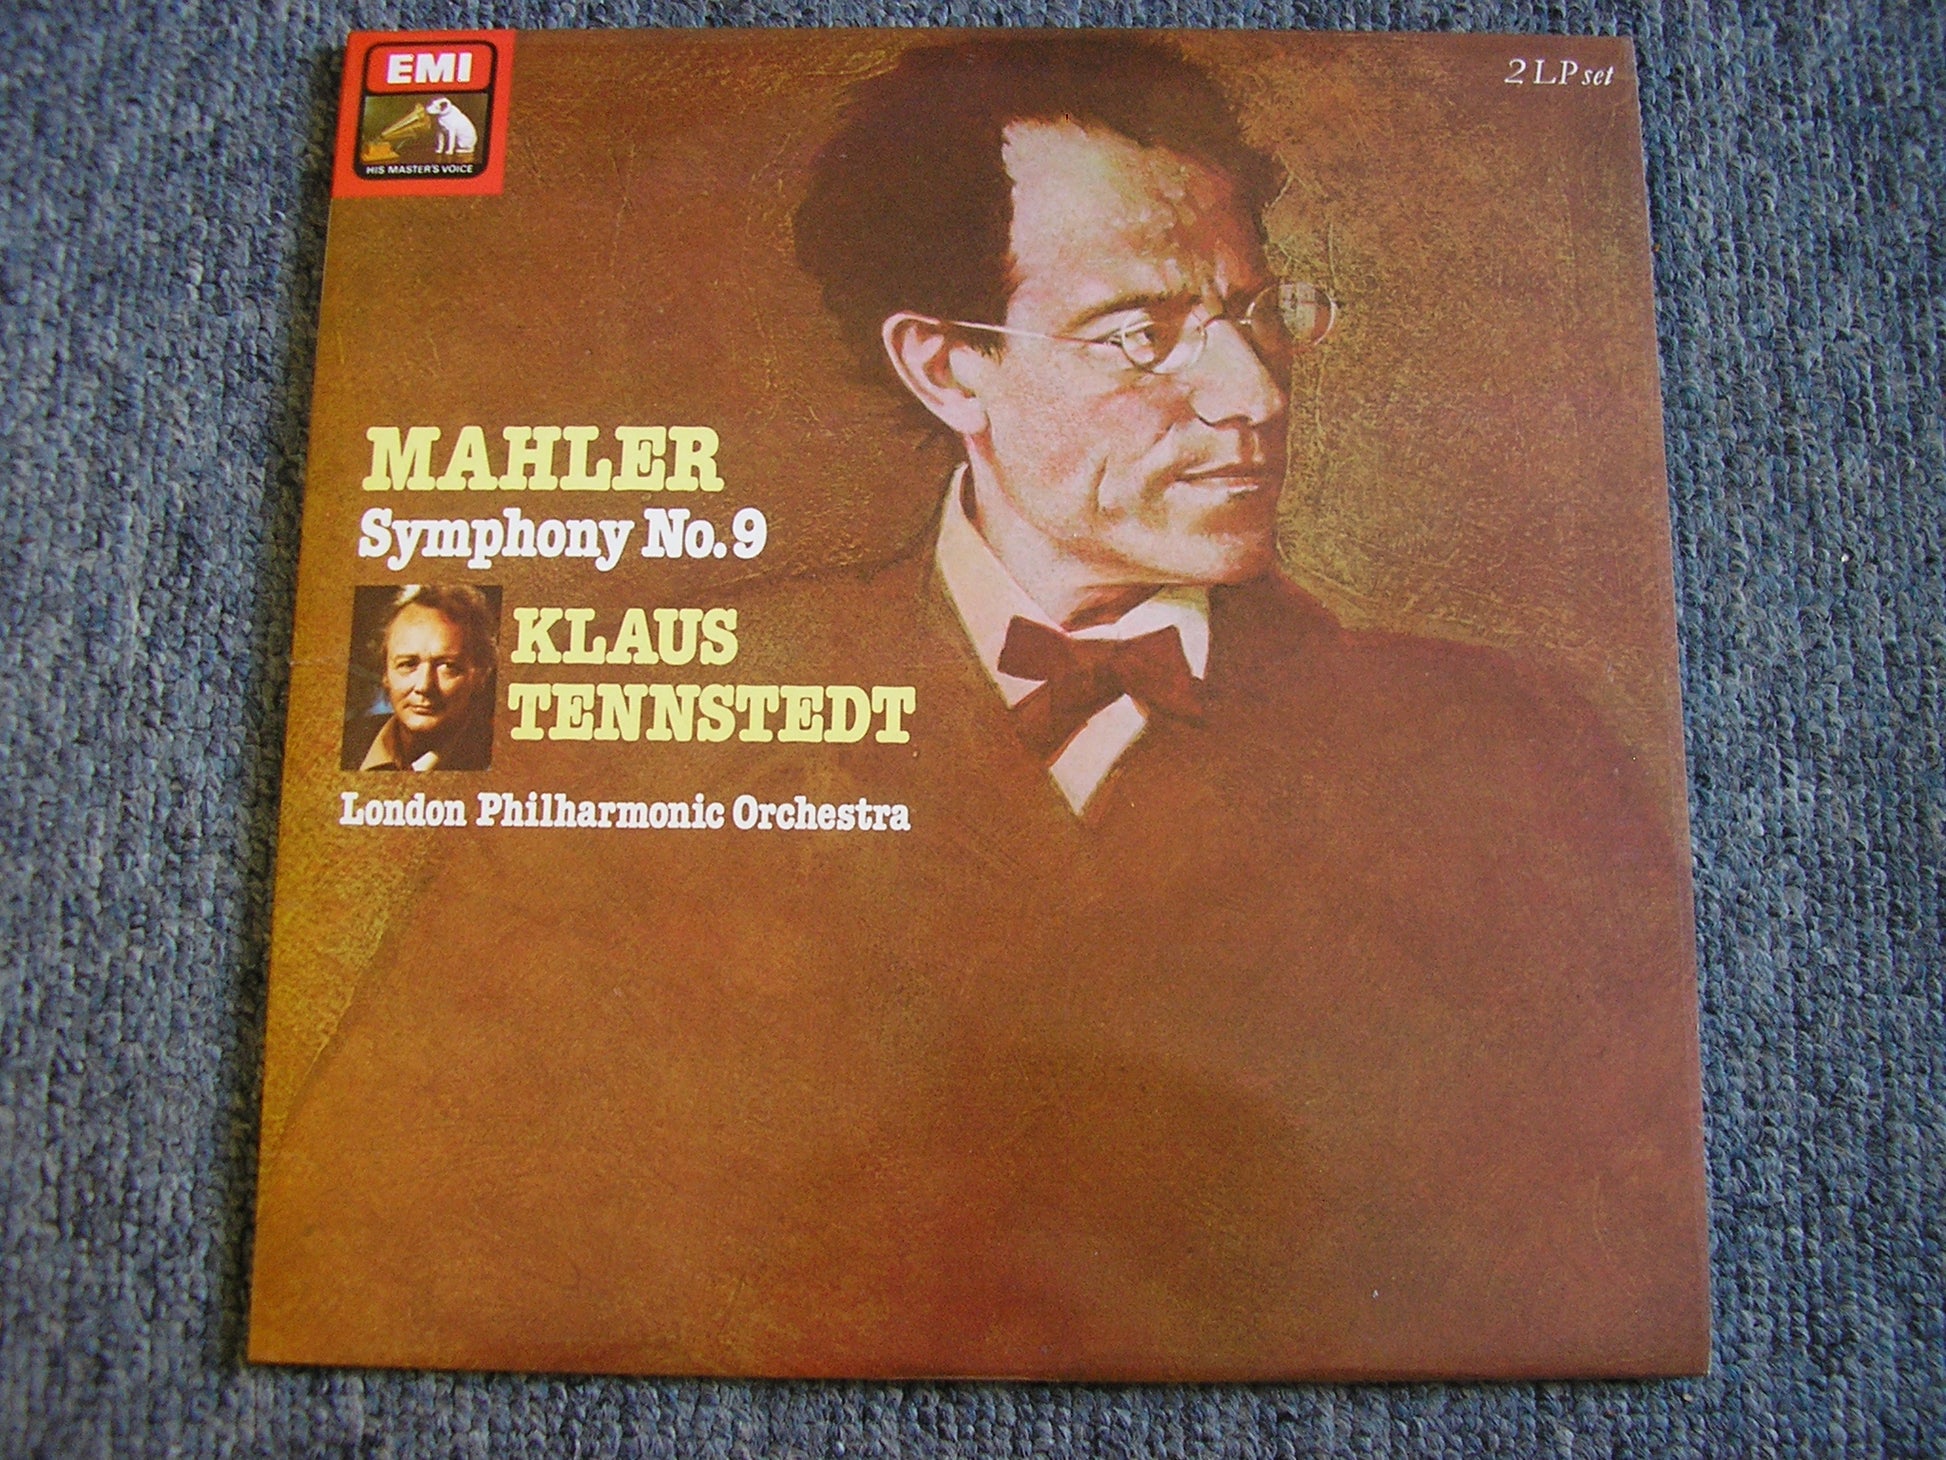 EMI
HIS MASTER'S VOICE
2 LP set
MAHLER
Symphony No. 9
KLAUS
TENNSTEDT
London Philharmonic Orchestra